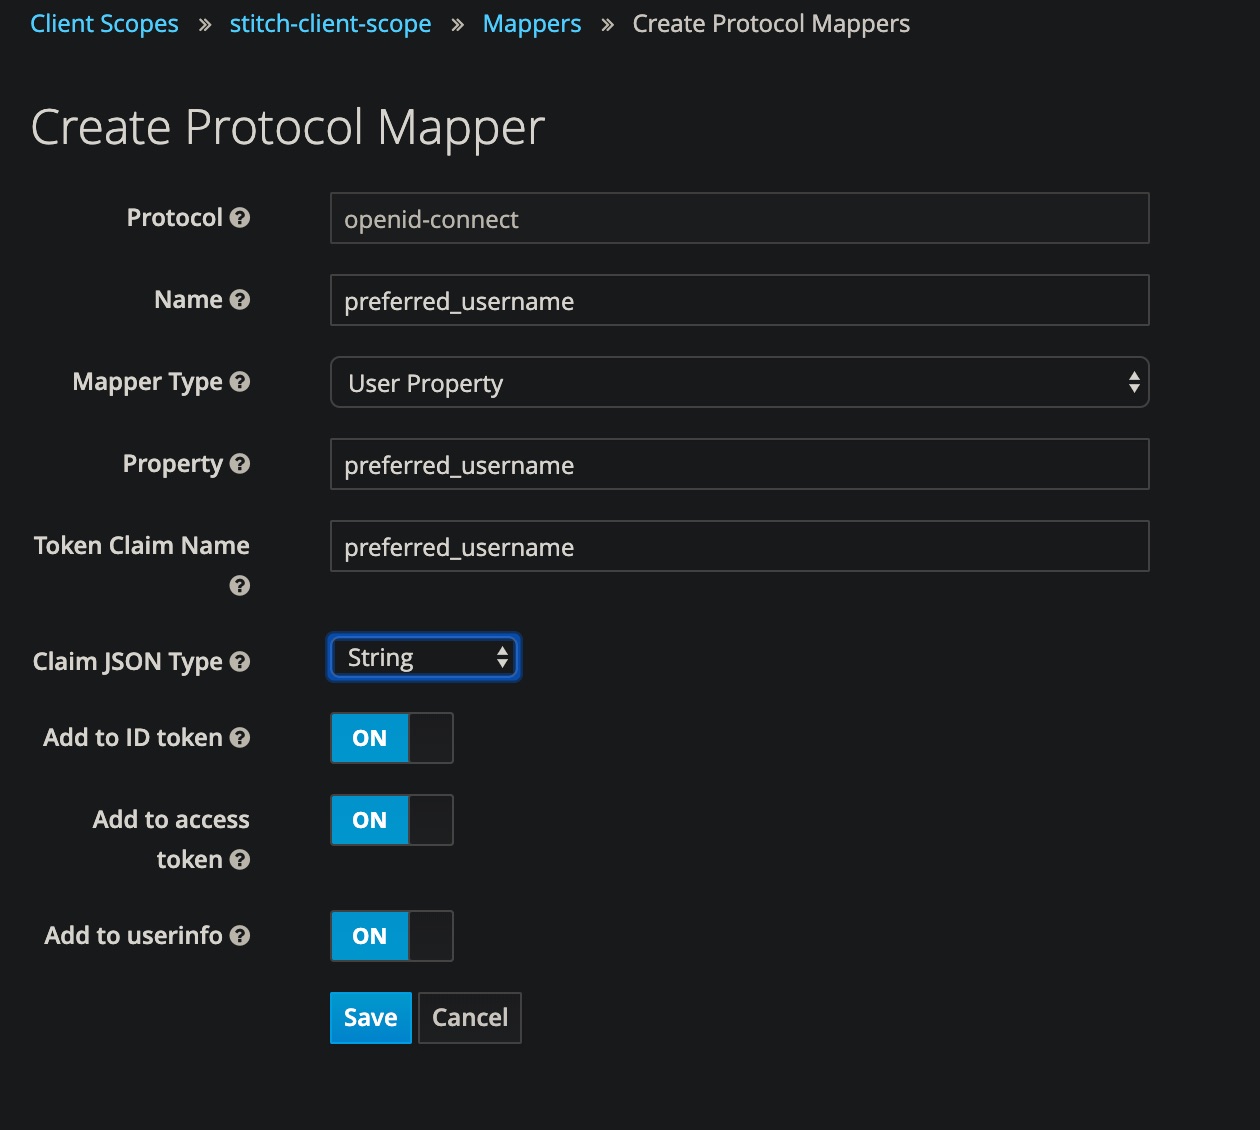 Client Scopes » stitch-client-scope » Mappers » Create Protocol Mappers
Create Protocol Mapper
Protocol ? openid-connect
Name ? preferred_username
Mapper Type ? User Property
Property ? preferred_username
Token Claim Name preferred_username
?
Claim JSON Type ? String
Add to ID token ? ON
Add to access ON
token ?
Add to userinfo ? ON
Save Cancel